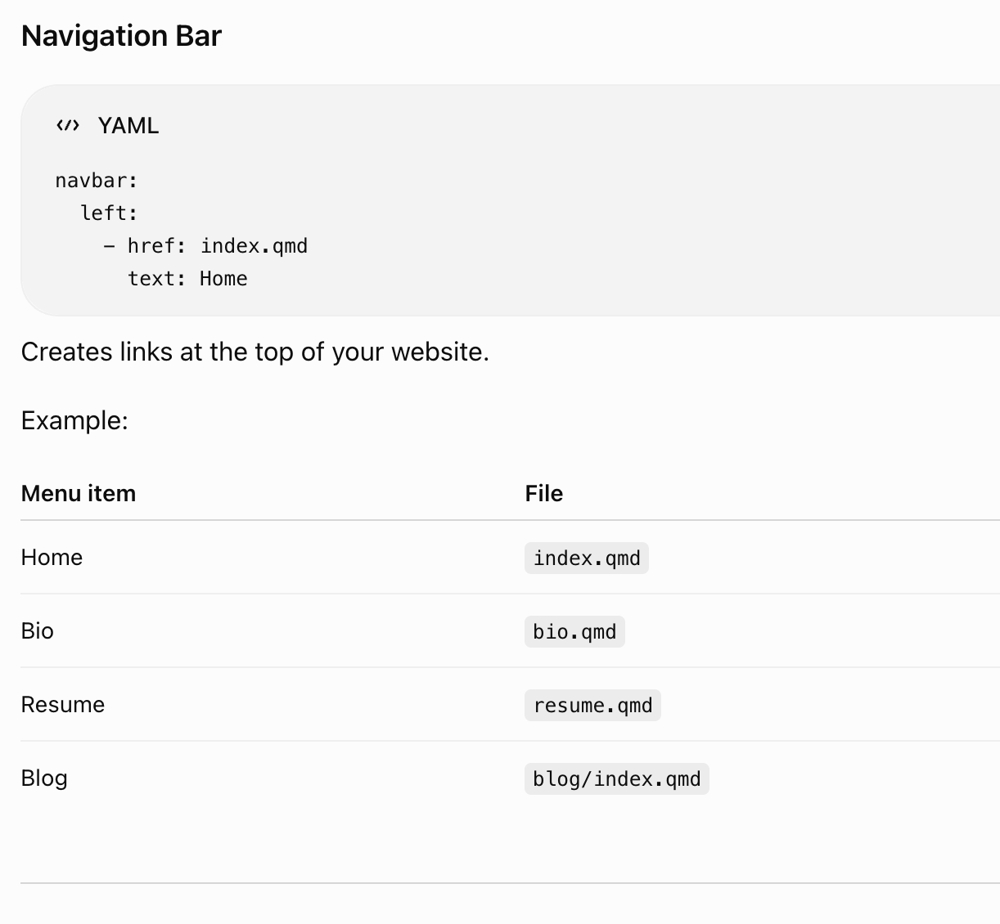 Navigation Bar
YAML
navbar:
  left:
    - href: index.qmd
      text: Home
Creates links at the top of your website.
Example:
Menu item File
Home index.qmd
Bio bio.qmd
Resume resume.qmd
Blog blog/index.qmd